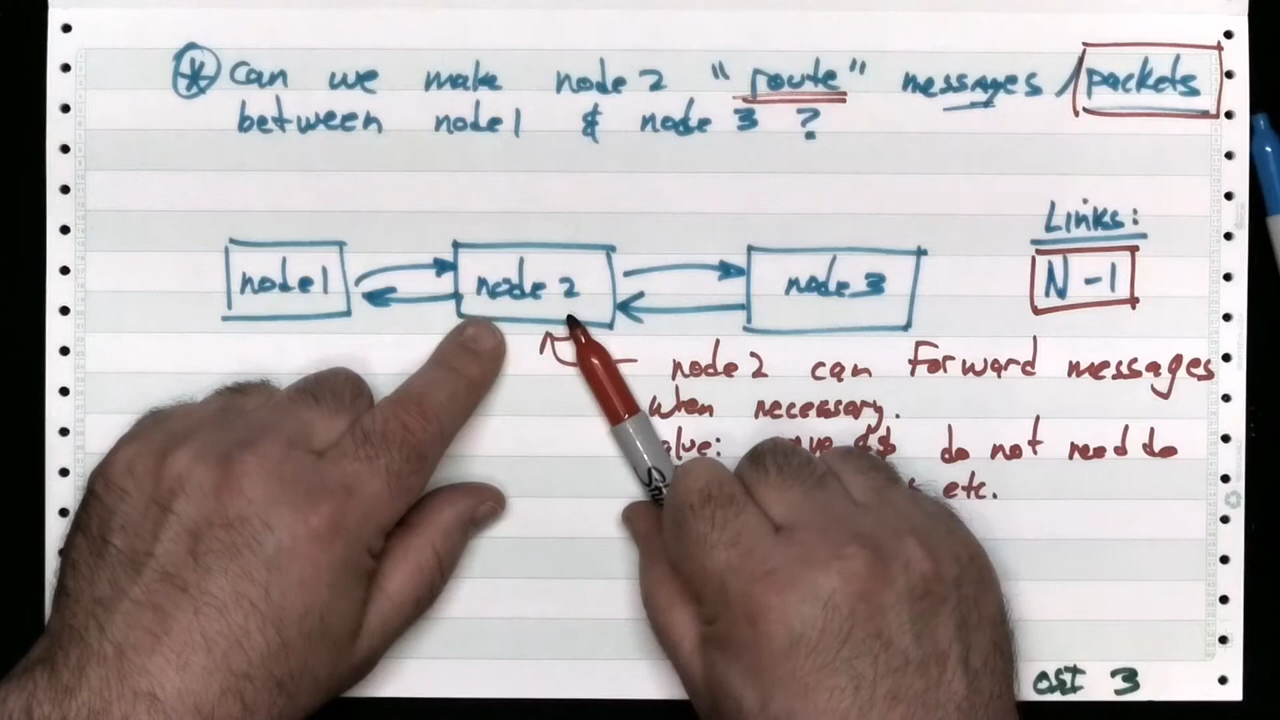 * Can we make node 2 "route" messages / packets
between node 1 & node 3 ?
Links:
N - 1
node 1
node 2
node 3
node 2 can forward messages
when necessary.
do not need do
etc.
OSI 3